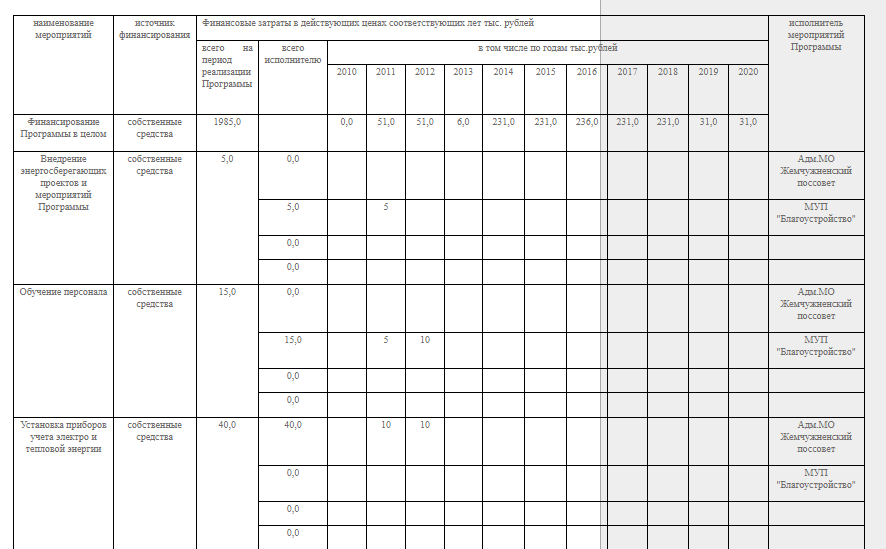 наименование мероприятий
источник финансирования
Финансовые затраты в действующих ценах соответствующих лет тыс. рублей
исполнитель мероприятий Программы
всего на период реализации Программы
всего исполнителю
в том числе по годам тыс.рублей
2010 2011 2012 2013 2014 2015 2016 2017 2018 2019 2020
Финансирование Программы в целом
собственные средства
1985,0 0,0 51,0 51,0 6,0 231,0 231,0 236,0 231,0 231,0 31,0 31,0
Внедрение энергосберегающих проектов и мероприятий Программы
собственные средства
5,0 0,0
Адм.МО Жемчужненский поссовет
5,0 5
МУП "Благоустройство"
0,0
0,0
Обучение персонала
собственные средства
15,0 0,0
Адм.МО Жемчужненский поссовет
15,0 5 10
МУП "Благоустройство"
0,0
0,0
Установка приборов учета электро и тепловой энергии
собственные средства
40,0 40,0 10 10
Адм.МО Жемчужненский поссовет
0,0
МУП "Благоустройство"
0,0
0,0